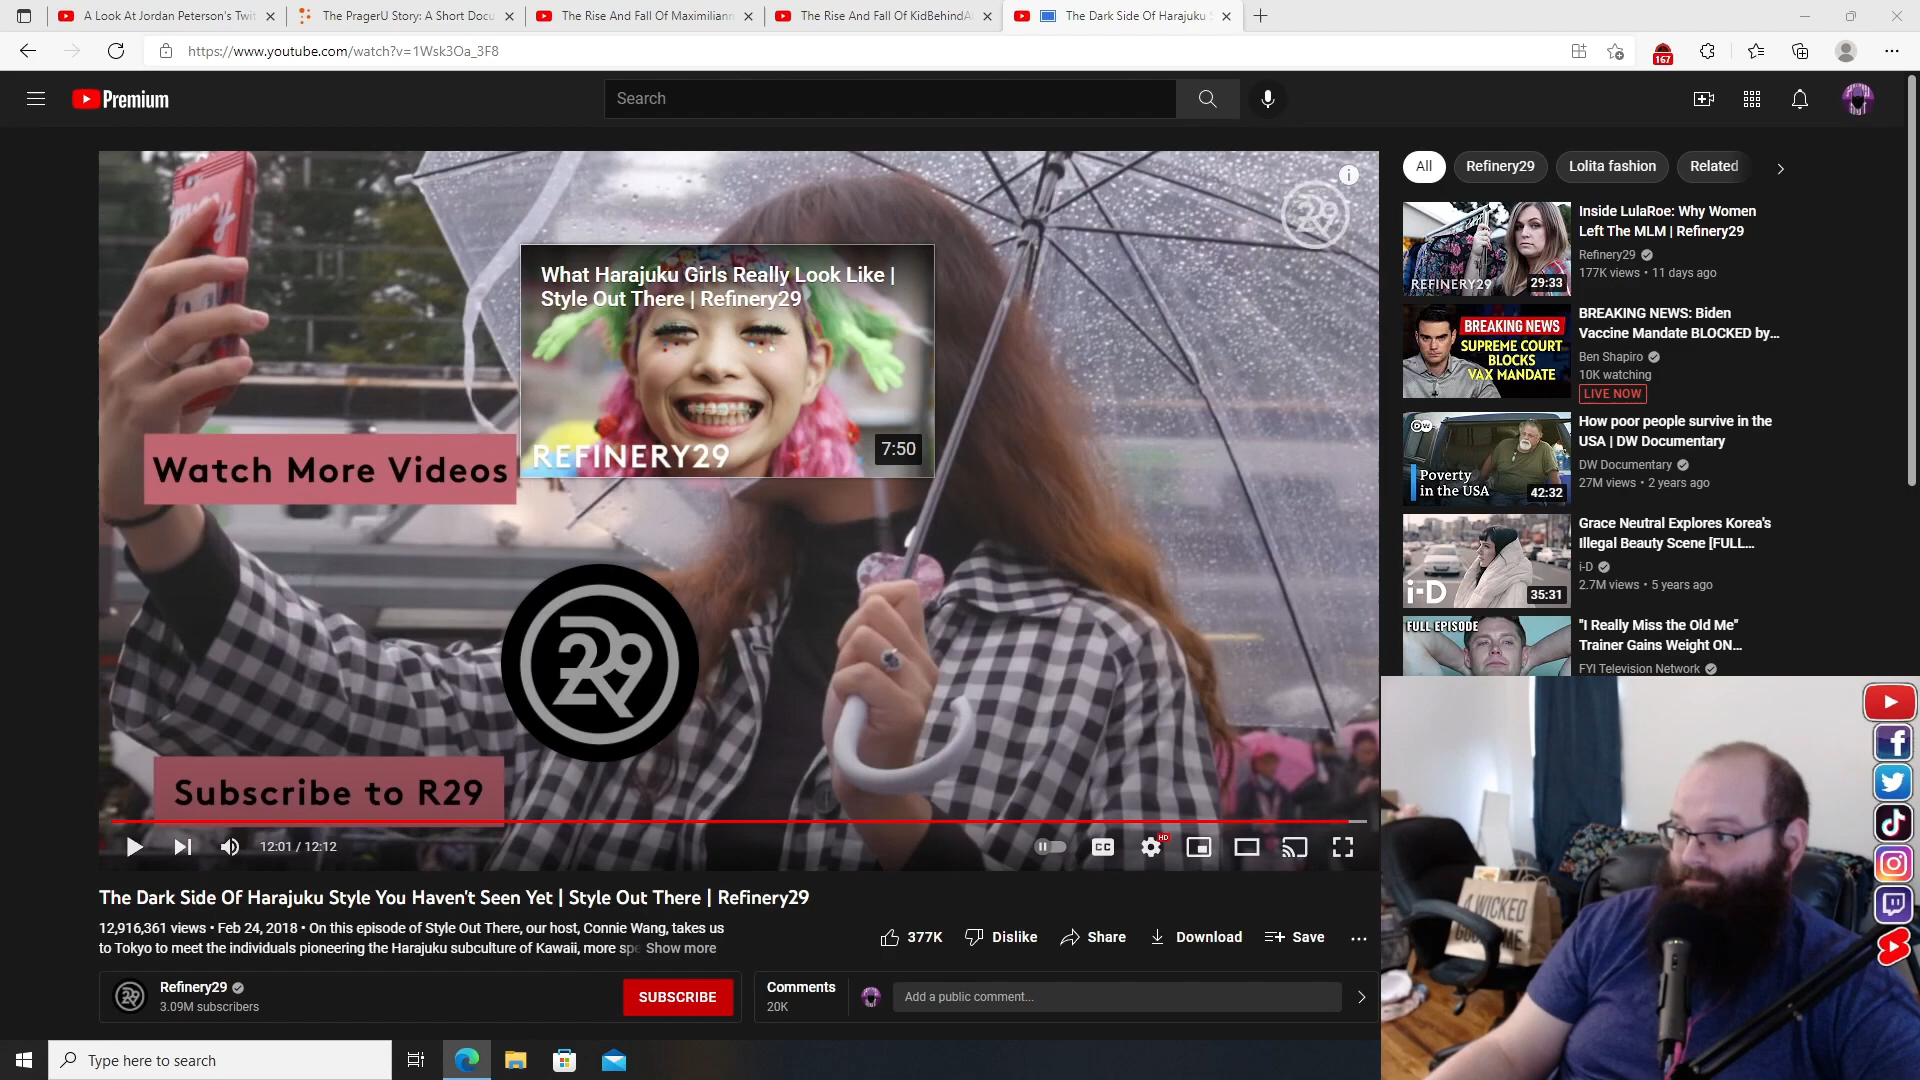 A Look At Jordan Peterson's Twit
The PragerU Story: A Short Docu
The Rise And Fall Of Maximilianm
The Rise And Fall Of KidBehindA
The Dark Side Of Harajuku S
https://www.youtube.com/watch?v=1Wsk3Oa_3F8
167
Premium
Search
What Harajuku Girls Really Look Like |
Style Out There | Refinery29
REFINERY29
7:50
Watch More Videos
Subscribe to R29
12:01 / 12:12
CC
HD
The Dark Side Of Harajuku Style You Haven't Seen Yet | Style Out There | Refinery29
12,916,361 views • Feb 24, 2018 • On this episode of Style Out There, our host, Connie Wang, takes us
to Tokyo to meet the individuals pioneering the Harajuku subculture of Kawaii, more spe Show more
377K
Dislike
Share
Download
Save
Refinery29
3.09M subscribers
SUBSCRIBE
Comments
20K
Add a public comment...
All
Refinery29
Lolita fashion
Related
Inside LulaRoe: Why Women
Left The MLM | Refinery29
Refinery29
177K views • 11 days ago
REFINERY29
29:33
BREAKING NEWS: Biden
Vaccine Mandate BLOCKED by...
Ben Shapiro
10K watching
LIVE NOW
BREAKING NEWS
SUPREME COURT
BLOCKS
VAX MANDATE
How poor people survive in the
USA | DW Documentary
DW Documentary
27M views • 2 years ago
DW
Poverty
in the USA
42:32
Grace Neutral Explores Korea's
Illegal Beauty Scene [FULL...
i-D
2.7M views • 5 years ago
i-D
35:31
"I Really Miss the Old Me"
Trainer Gains Weight ON...
FYI Television Network
FULL EPISODE
A WICKED
Type here to search